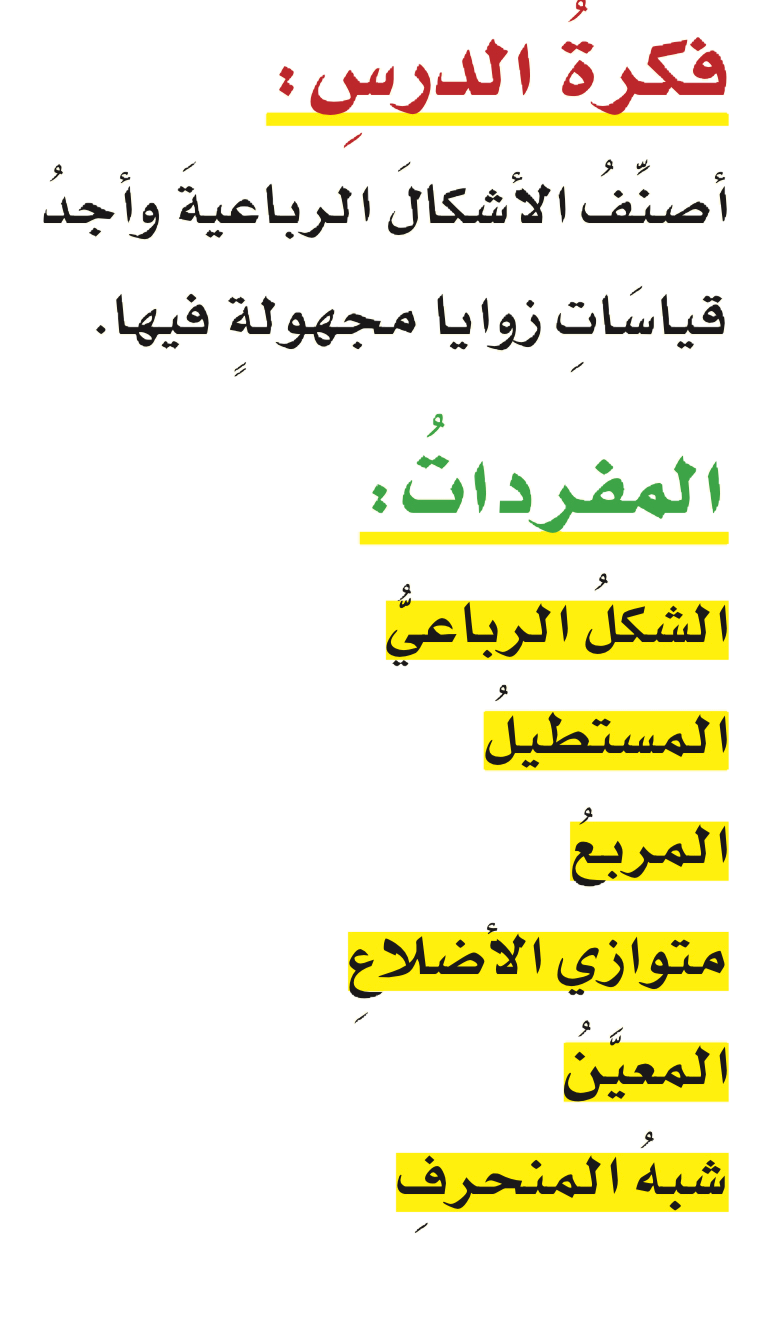 فكرةُ الدرسِ:
أصنِّفُ الأشكالَ الرباعيةَ وأجدُ
قياسَاتِ زوايا مجهولةٍ فيها.
المفرداتُ:
الشكلُ الرباعيُّ
المستطيلُ
المربعُ
متوازي الأضلاعِ
المعيَّنُ
شبهُ المنحرفِ